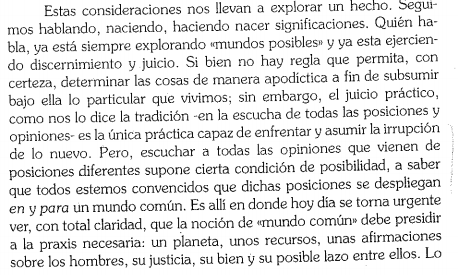 Estas consideraciones nos llevan a explorar un hecho. Segui-
mos hablando, naciendo, haciendo nacer significaciones. Quién ha-
bla, ya está siempre explorando «mundos posibles» y ya esta ejercien-
do discernimiento y juicio. Si bien no hay regla que permita, con
certeza, determinar las cosas de manera apodictica a fin de subsumir
bajo ella lo particular que vivimos; sin embargo, el juicio práctico,
como nos lo dice la tradición -en la escucha de todas las posiciones y
opiniones- es la única práctica capaz de enfrentar y asumir la irrupción
de lo nuevo. Pero, escuchar a todas las opiniones que vienen de
posiciones diferentes supone cierta condición de posibilidad, a saber
que todos estemos convencidos que dichas posiciones se despliegan
en y para un mundo común. Es allí en donde hoy día se torna urgente
ver, con total claridad, que la noción de «mundo común» debe presidir
a la praxis necesaria: un planeta, unos recursos, unas afirmaciones
sobre los hombres, su justicia, su bien y su posible lazo entre ellos. Lo